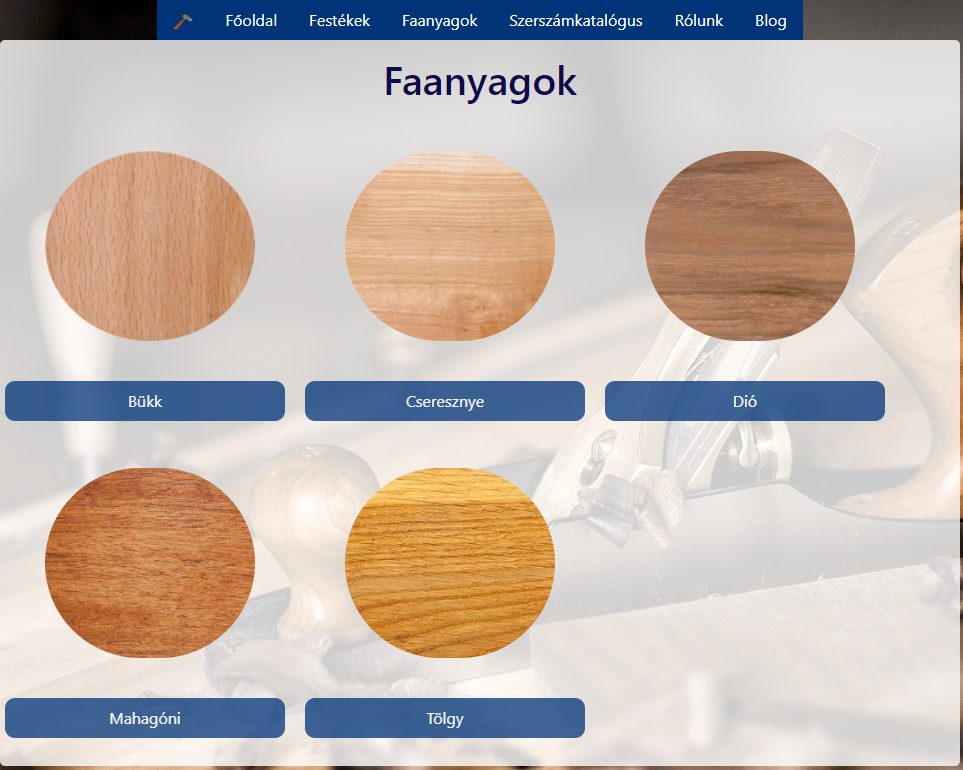 Főoldal Festékek Faanyagok Szerszámkatalógus Rólunk Blog
Faanyagok
Bükk Cseresznye Dió
Mahagóni Tölgy